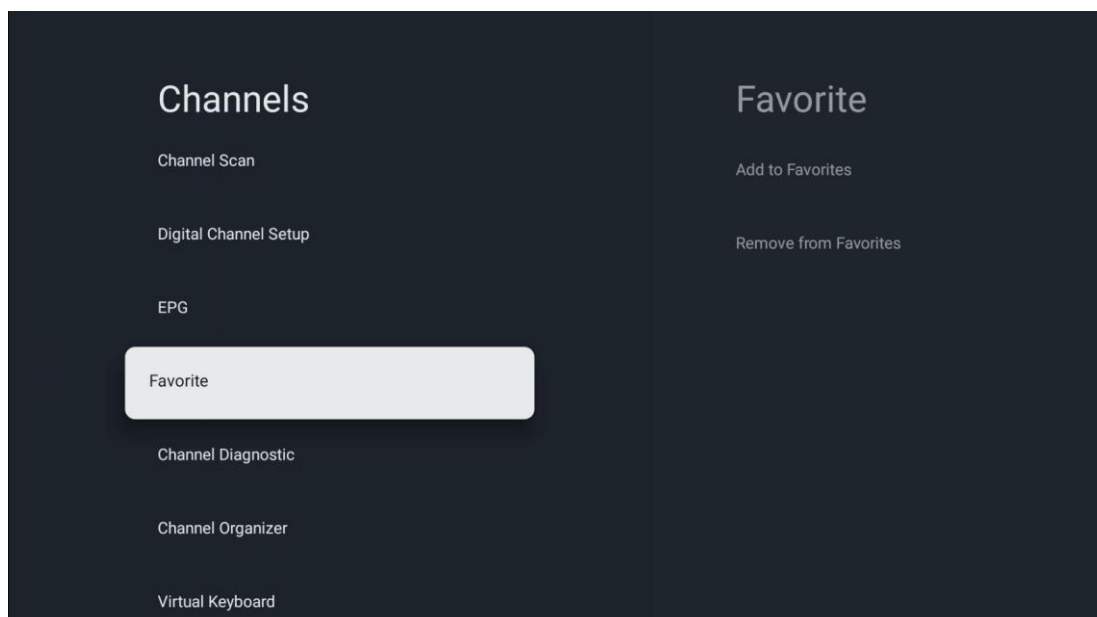 Channels
Channel Scan
Digital Channel Setup
EPG
Favorite
Channel Diagnostic
Channel Organizer
Virtual Keyboard
Favorite
Add to Favorites
Remove from Favorites